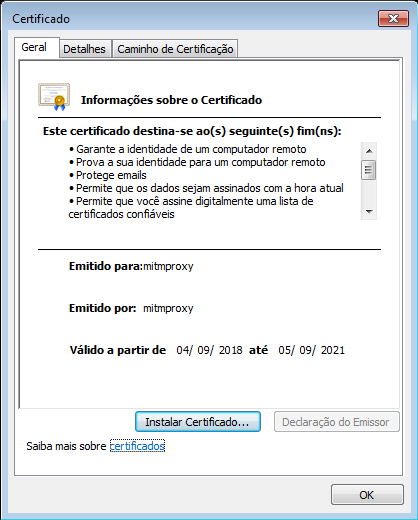 Certificado
Geral Detalhes Caminho de Certificação
Informações sobre o Certificado
Este certificado destina-se ao(s) seguinte(s) fim(ns):
• Garante a identidade de um computador remoto
• Prova a sua identidade para um computador remoto
• Protege emails
• Permite que os dados sejam assinados com a hora atual
• Permite que você assine digitalmente uma lista de
certificados confiáveis
Emitido para: mitmproxy
Emitido por: mitmproxy
Válido a partir de 04/ 09/ 2018 até 05/ 09/ 2021
Instalar Certificado... Declaração do Emissor
Saiba mais sobre certificados
OK